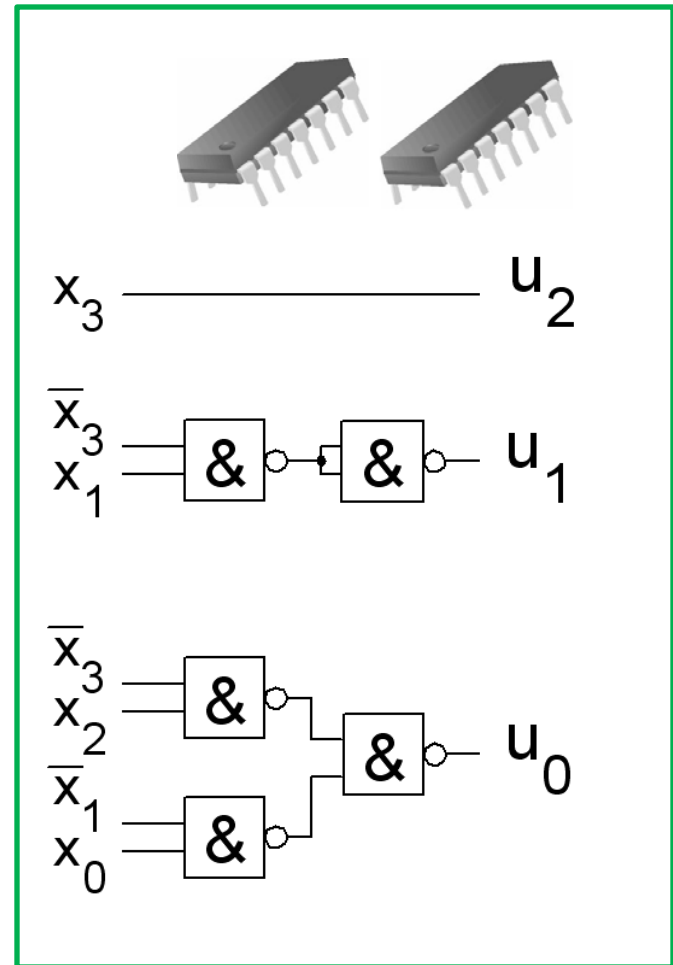 x₃ u₂
x̅₃
x₁
& & u₁
x̅₃
x₂
& & u₀
x̅₁
x₀
&